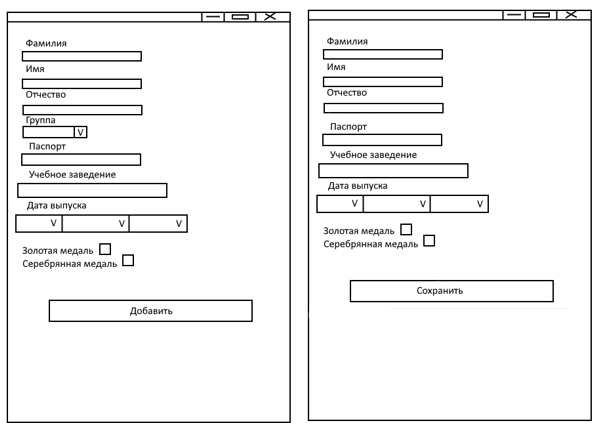 Фамилия
Имя
Отчество
Группа
V
Паспорт
Учебное заведение
Дата выпуска
V V V
Золотая медаль
Серебрянная медаль
Добавить
Фамилия
Имя
Отчество
Паспорт
Учебное заведение
Дата выпуска
V V V
Золотая медаль
Серебрянная медаль
Сохранить